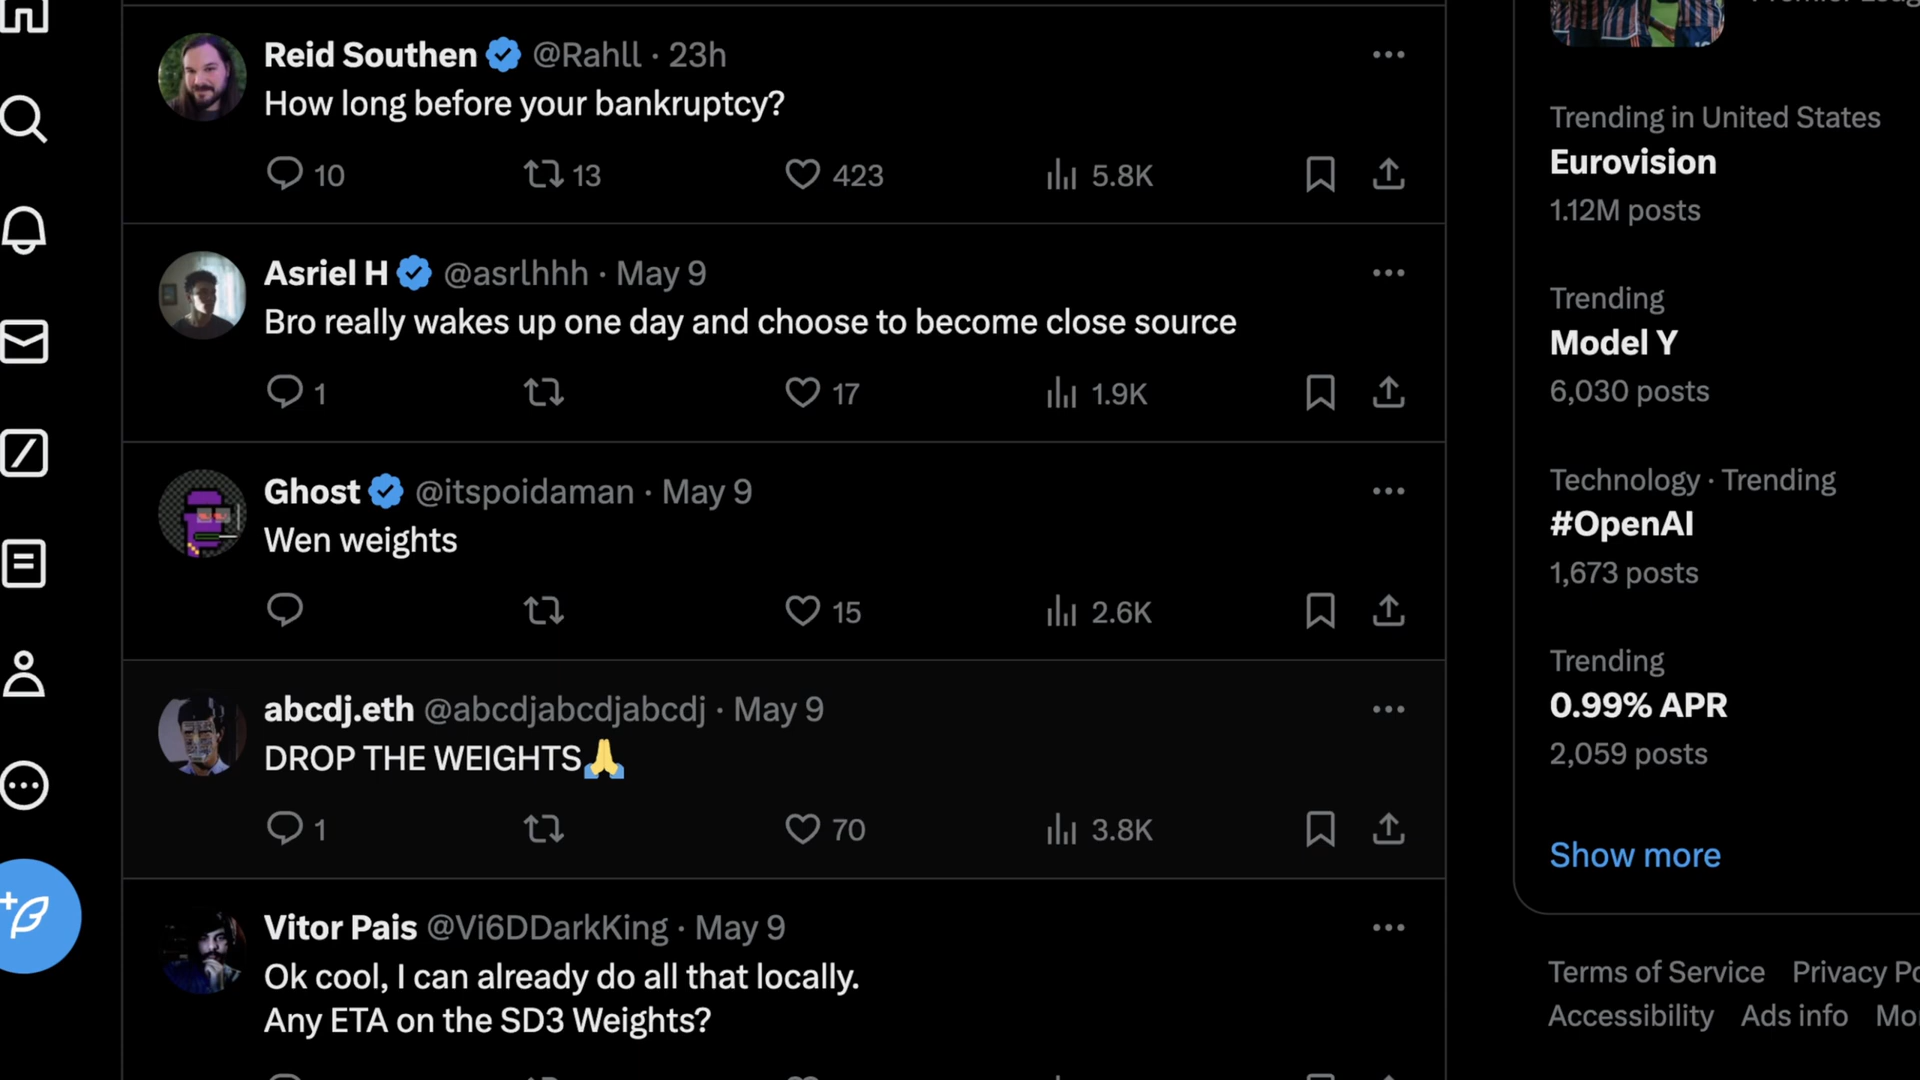 Reid Southen @Rahll · 23h
How long before your bankruptcy?
10 13 423 5.8K
Asriel H @asrlhhh · May 9
Bro really wakes up one day and choose to become close source
1 17 1.9K
Ghost @itspoidaman · May 9
Wen weights
15 2.6K
abcdj.eth @abcdjabcdjabcdj · May 9
DROP THE WEIGHTS🙏
1 70 3.8K
Vitor Pais @Vi6DDarkKing · May 9
Ok cool, I can already do all that locally.
Any ETA on the SD3 Weights?
Trending in United States
Eurovision
1.12M posts
Trending
Model Y
6,030 posts
Technology · Trending
#OpenAI
1,673 posts
Trending
0.99% APR
2,059 posts
Show more
Terms of Service Privacy Po
Accessibility Ads info Mo